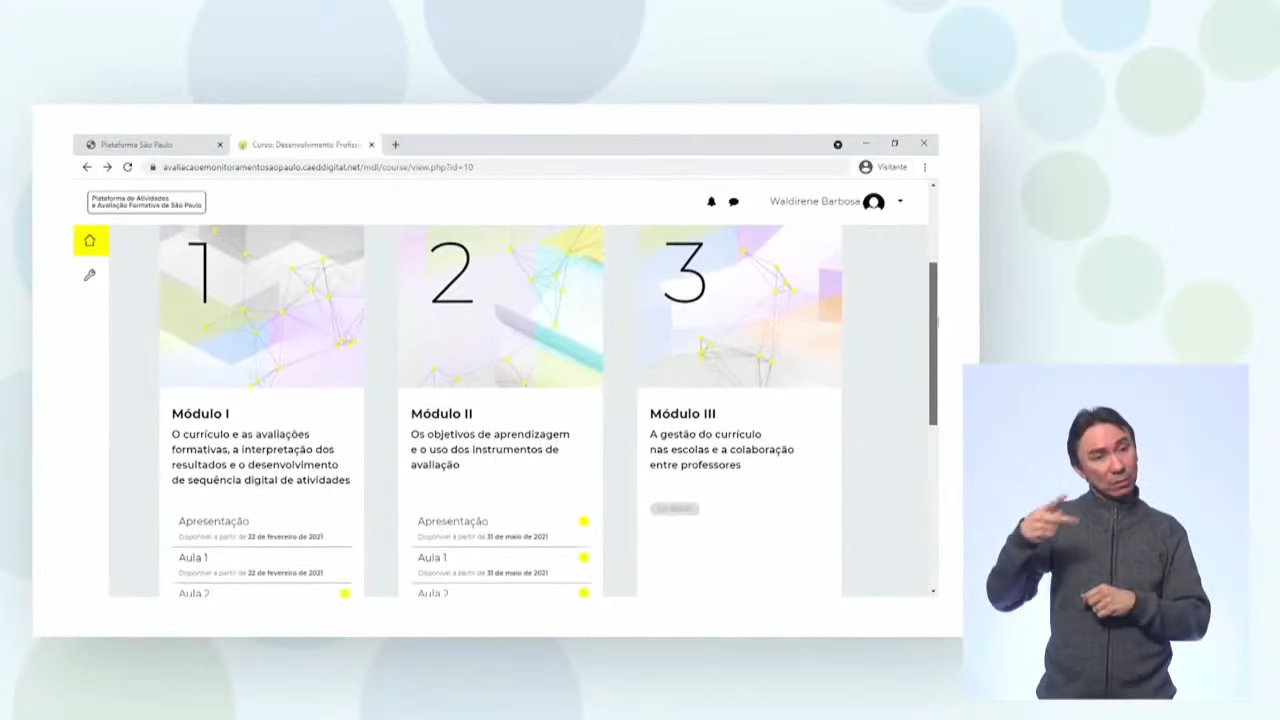 Plataforma São Paulo
Curso: Desenvolvimento Profiss
avaliacaoemonitoramentosaopaulo.caeddigital.net/mdl/course/view.php?id=10
Visitante
Plataforma de Atividades
e Avaliação Formativa de São Paulo
Waldirene Barbosa
1
2
3
Módulo I
O currículo e as avaliações
formativas, a interpretação dos
resultados e o desenvolvimento
de sequência digital de atividades
Apresentação
Disponível a partir de 22 de fevereiro de 2021
Aula 1
Disponível a partir de 22 de fevereiro de 2021
Aula 2
Módulo II
Os objetivos de aprendizagem
e o uso dos instrumentos de
avaliação
Apresentação
Disponível a partir de 31 de maio de 2021
Aula 1
Disponível a partir de 31 de maio de 2021
Aula 2
Módulo III
A gestão do currículo
nas escolas e a colaboração
entre professores